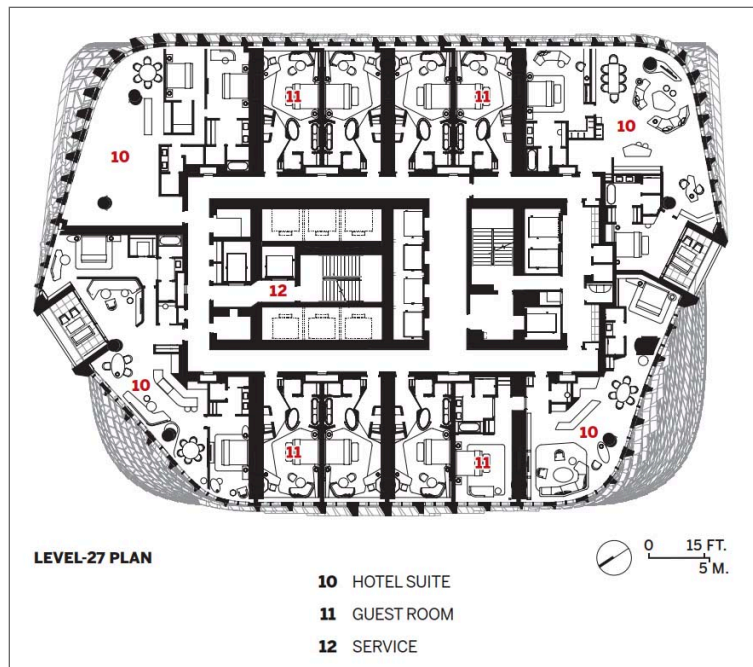 11
11
10
10
12
10
10
11
11
LEVEL-27 PLAN
0 15 FT.
5 M.
10 HOTEL SUITE
11 GUEST ROOM
12 SERVICE